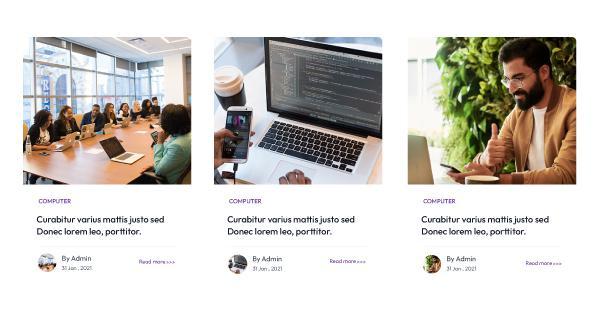 COMPUTER
Curabitur varius mattis justo sed
Donec lorem leo, porttitor.
By Admin
31 Jan , 2021
Read more >>>
COMPUTER
Curabitur varius mattis justo sed
Donec lorem leo, porttitor.
By Admin
31 Jan , 2021
Read more >>>
COMPUTER
Curabitur varius mattis justo sed
Donec lorem leo, porttitor.
By Admin
31 Jan , 2021
Read more >>>